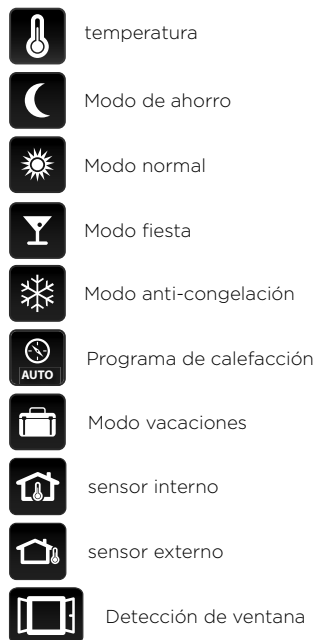 temperatura
Modo de ahorro
Modo normal
Modo fiesta
Modo anti-congelación
AUTO
Programa de calefacción
Modo vacaciones
sensor interno
sensor externo
Detección de ventana